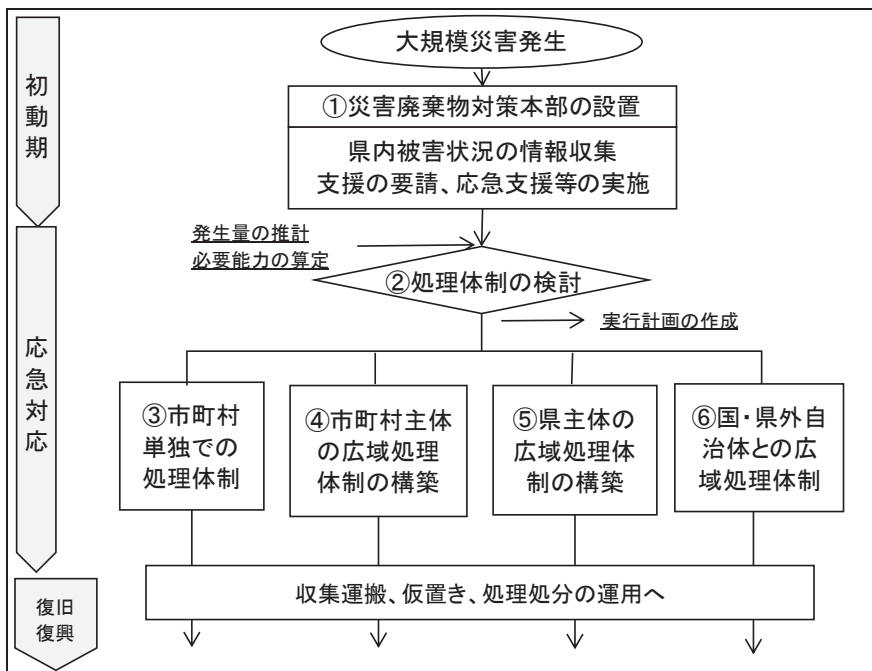 大規模災害発生
初動期
①災害廃棄物対策本部の設置
県内被害状況の情報収集
支援の要請、応急支援等の実施
発生量の推計
必要能力の算定
②処理体制の検討
実行計画の作成
応急対応
③市町村
単独での
処理体制
④市町村主体
の広域処理
体制の構築
⑤県主体の
広域処理体
制の構築
⑥国・県外自
治体との広
域処理体制
収集運搬、仮置き、処理処分の運用へ
復旧
復興